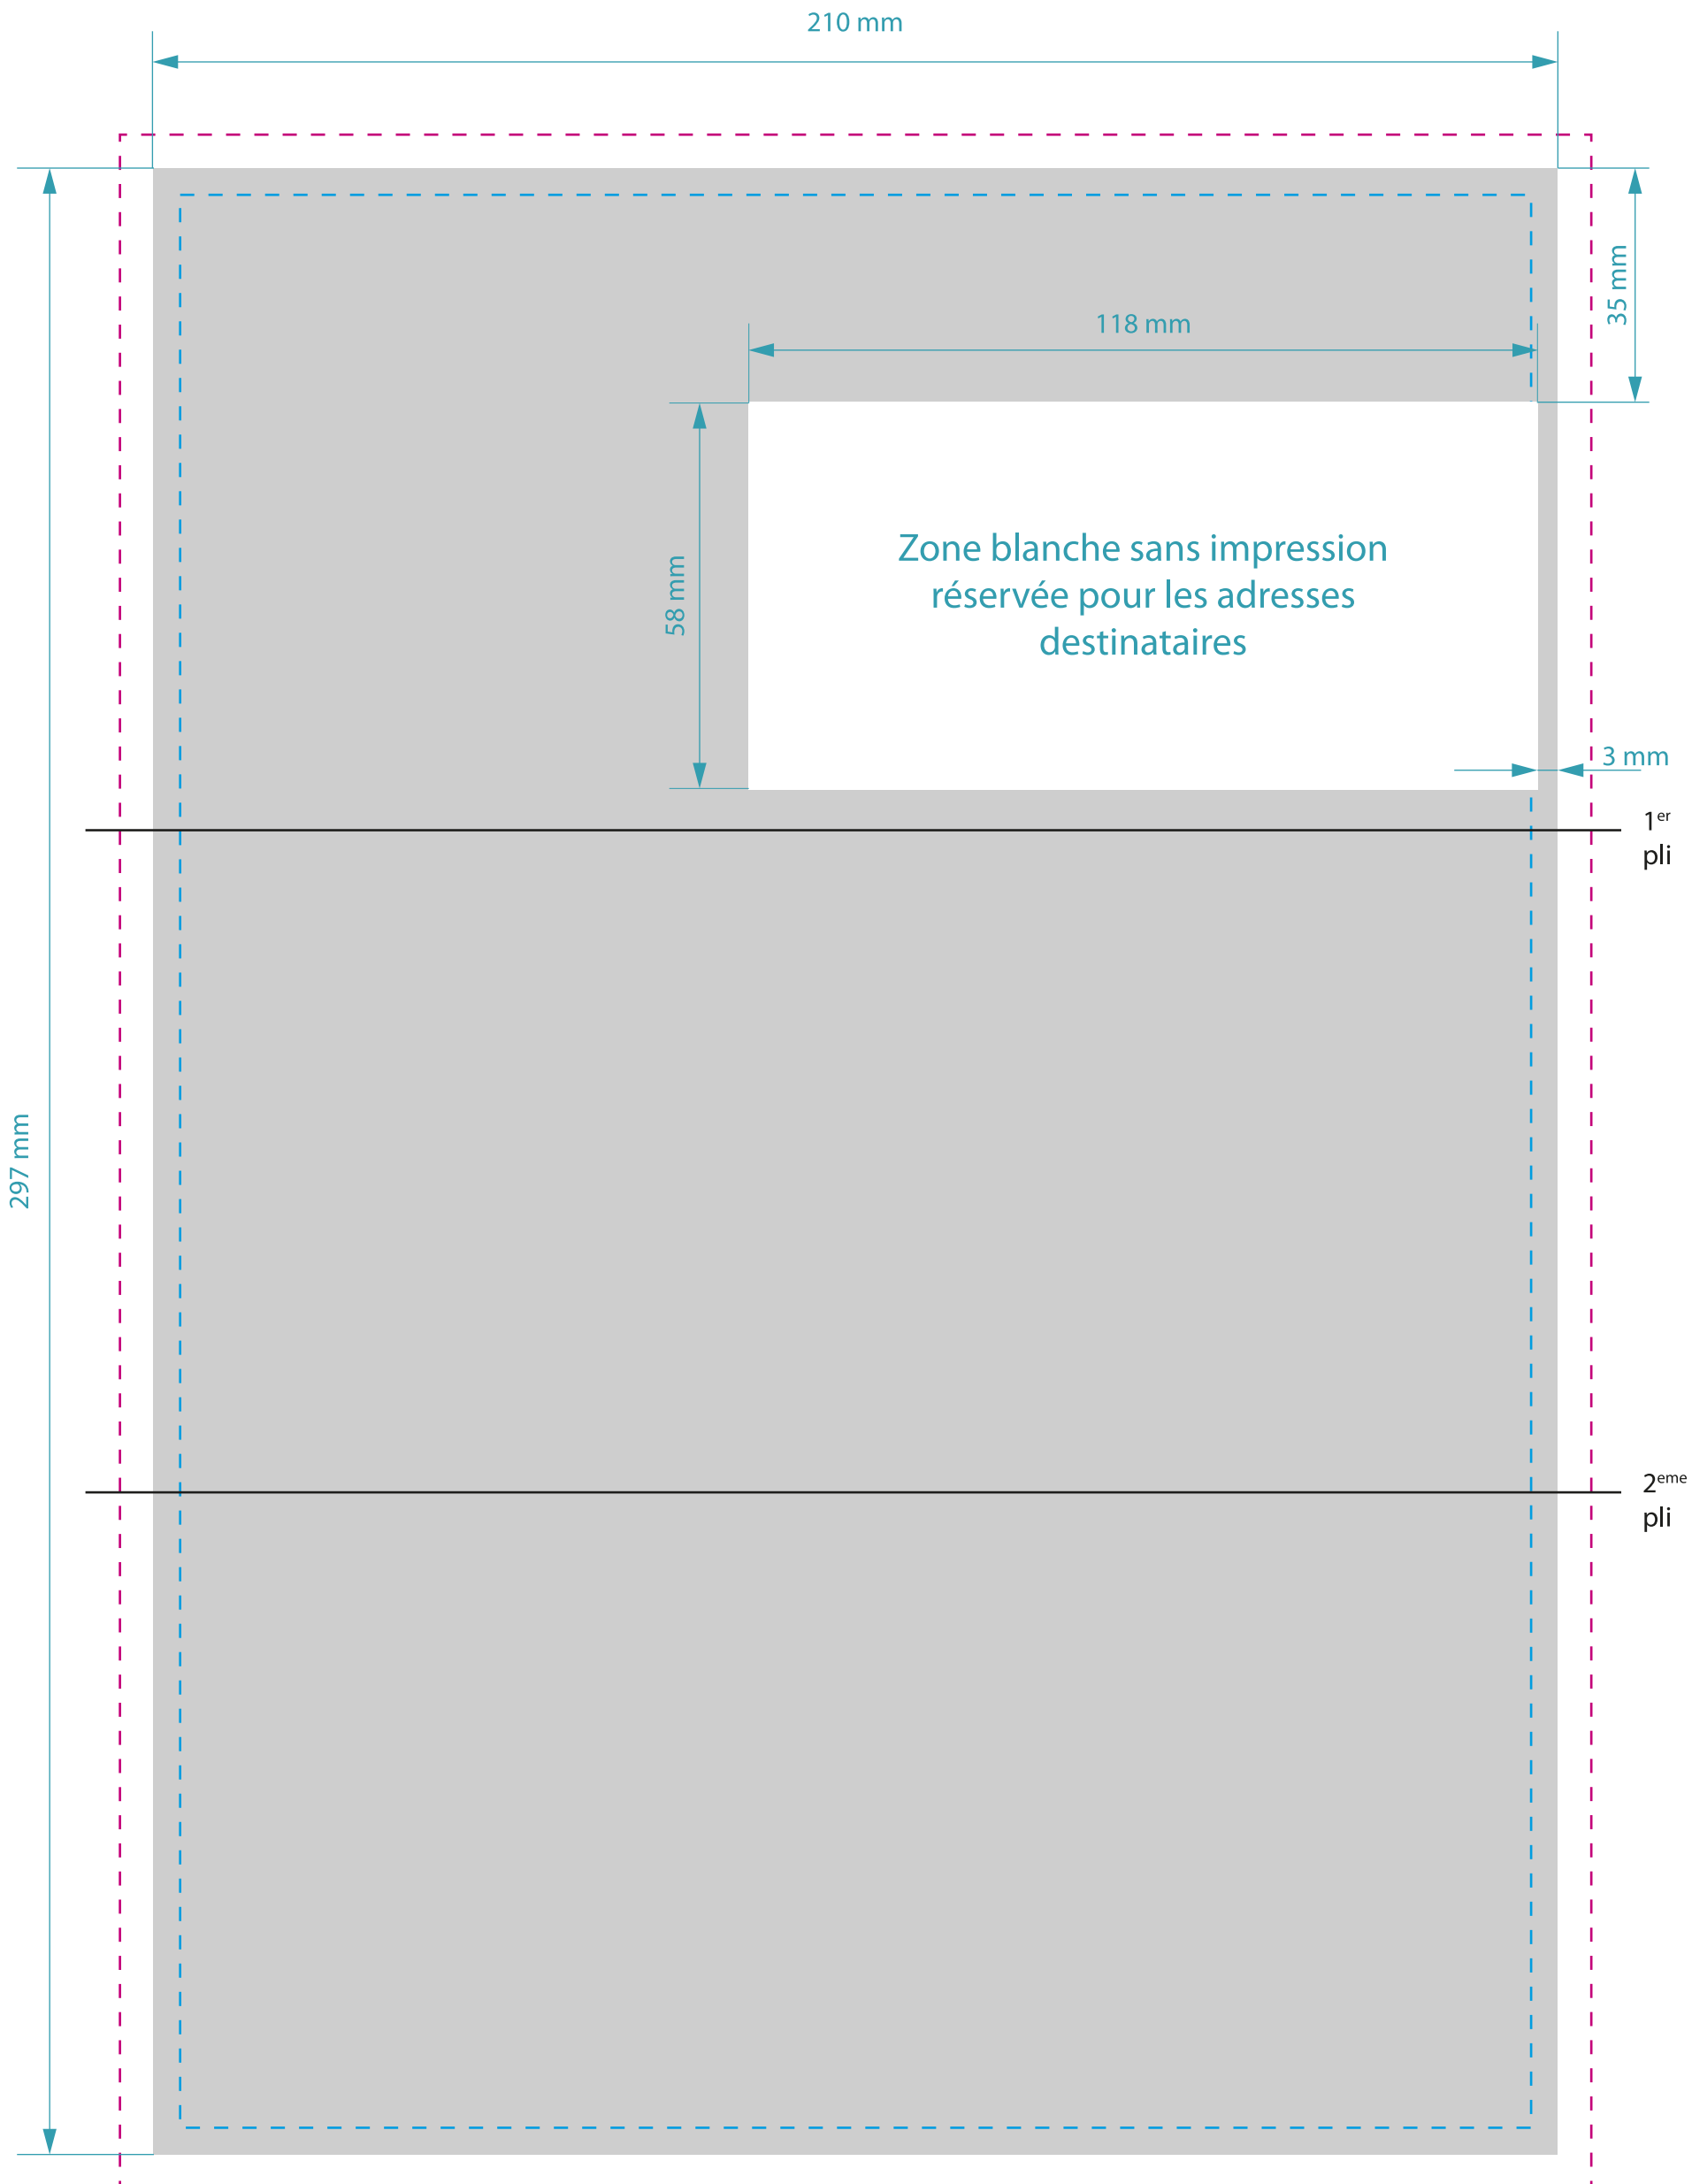 210 mm
35 mm
118 mm
Zone blanche sans impression
réservée pour les adresses
destinataires
58 mm
3 mm
1er
pli
297 mm
2eme
pli